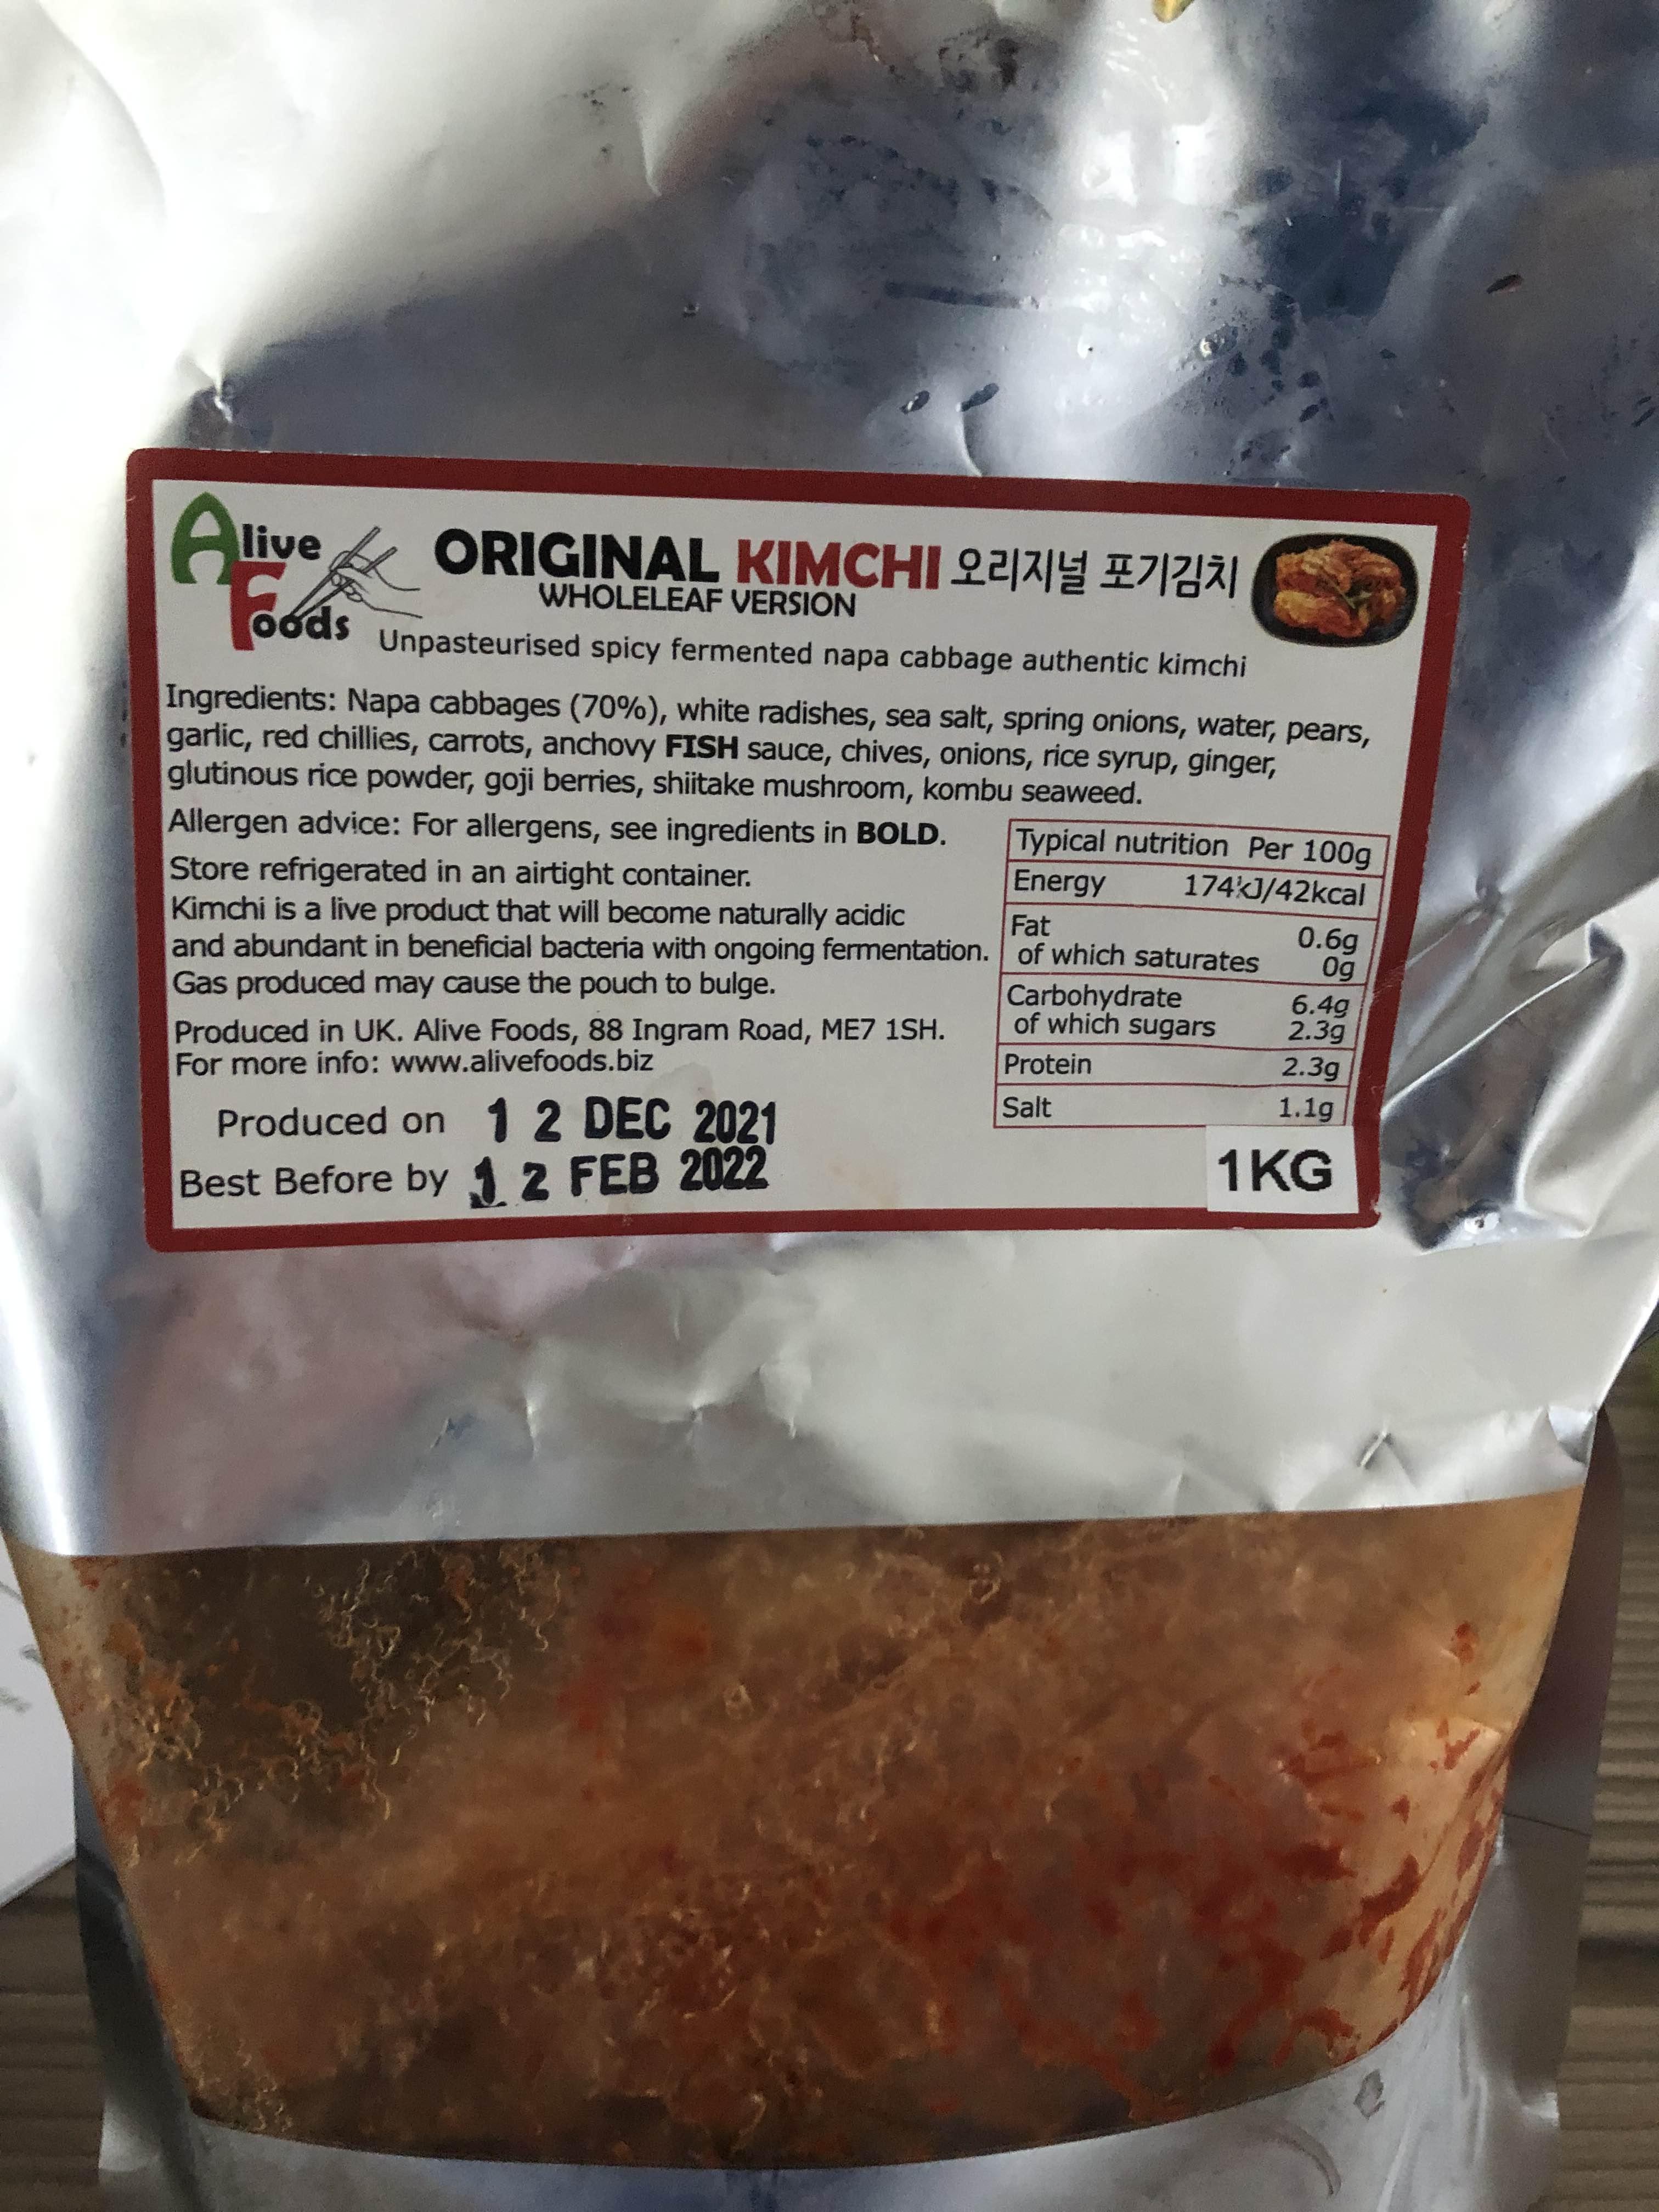 Alive Foods
ORIGINAL KIMCHI 오리지널 포기김치
WHOLELEAF VERSION
Unpasteurised spicy fermented napa cabbage authentic kimchi
Ingredients: Napa cabbages (70%), white radishes, sea salt, spring onions, water, pears,
garlic, red chillies, carrots, anchovy FISH sauce, chives, onions, rice syrup, ginger,
glutinous rice powder, goji berries, shiitake mushroom, kombu seaweed.
Allergen advice: For allergens, see ingredients in BOLD.
Store refrigerated in an airtight container.
Kimchi is a live product that will become naturally acidic
and abundant in beneficial bacteria with ongoing fermentation.
Gas produced may cause the pouch to bulge.
Produced in UK. Alive Foods, 88 Ingram Road, ME7 1SH.
For more info: www.alivefoods.biz
Produced on 12 DEC 2021
Best Before by 12 FEB 2022
Typical nutrition Per 100g
Energy 174kJ/42kcal
Fat 0.6g
of which saturates 0g
Carbohydrate 6.4g
of which sugars 2.3g
Protein 2.3g
Salt 1.1g
1KG